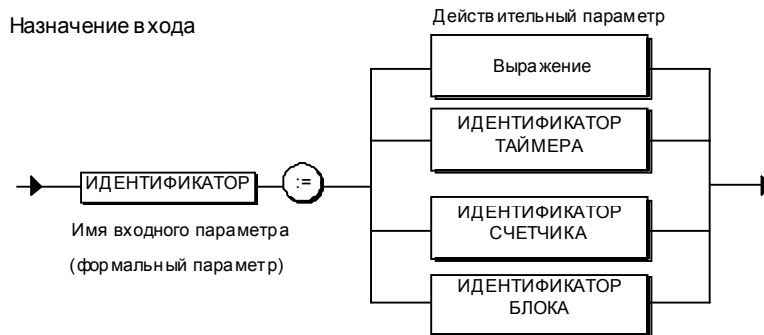 Действительный параметр
Назначение входа
Выражение
ИДЕНТИФИКАТОР
ТАЙМЕРА
ИДЕНТИФИКАТОР
:=
Имя входного параметра
(формальный параметр)
ИДЕНТИФИКАТОР
СЧЕТЧИКА
ИДЕНТИФИКАТОР
БЛОКА